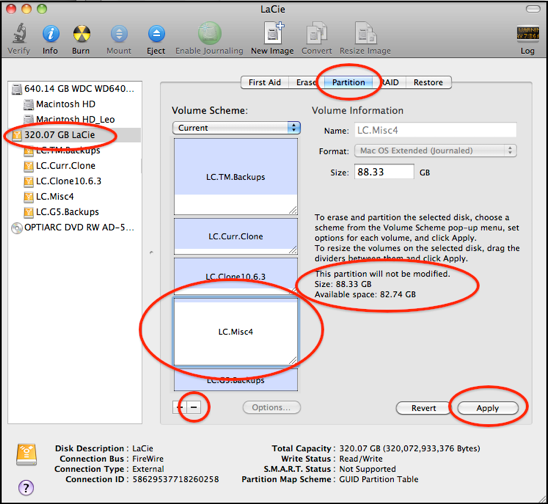 LaCie
Verify Info Burn Mount Eject Enable Journaling New Image Convert Resize Image Log
640.14 GB WDC WD640...
Macintosh HD
Macintosh HD_Leo
320.07 GB LaCie
LC.TM.Backups
LC.Curr.Clone
LC.Clone10.6.3
LC.Misc4
LC.G5.Backups
OPTIARC DVD RW AD-5...
First Aid Erase Partition RAID Restore
Volume Scheme:
Current
LC.TM.Backups
LC.Curr.Clone
LC.Clone10.6.3
LC.Misc4
LC.G5.Backups
+ −
Options...
Volume Information
Name: LC.Misc4
Format: Mac OS Extended (Journaled)
Size: 88.33 GB
To erase and partition the selected disk, choose a
scheme from the Volume Scheme pop-up menu, set
options for each volume, and click Apply.
To resize the volumes on the selected disk, drag the
dividers between them and click Apply.
This partition will not be modified.
Size: 88.33 GB
Available space: 82.74 GB
Revert Apply
Disk Description : LaCie
Connection Bus : FireWire
Connection Type : External
Connection ID : 58629537718260258
Total Capacity : 320.07 GB (320,072,933,376 Bytes)
Write Status : Read/Write
S.M.A.R.T. Status : Not Supported
Partition Map Scheme : GUID Partition Table
?